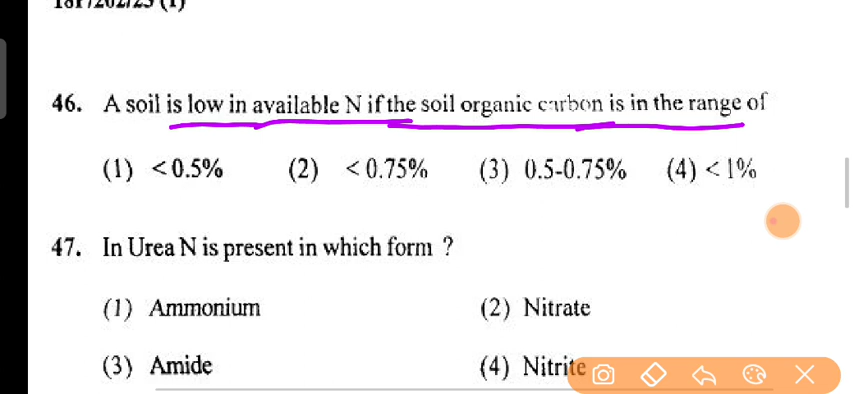 46. A soil is low in available N if the soil organic carbon is in the range of
(1) <0.5% (2) <0.75% (3) 0.5-0.75% (4) <1%
47. In Urea N is present in which form ?
(1) Ammonium (2) Nitrate
(3) Amide (4) Nitrite